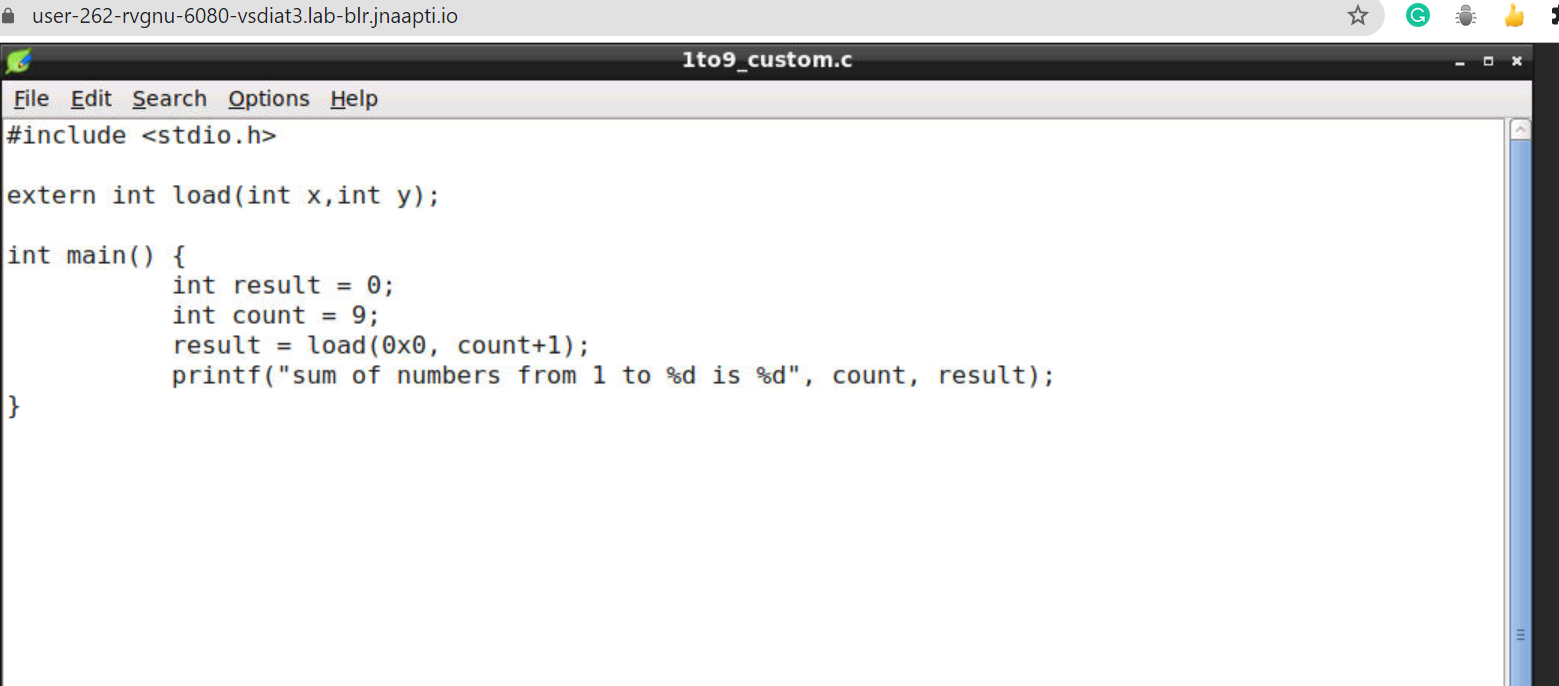 user-262-rvgnu-6080-vsdiat3.lab-blr.jnaapti.io
1to9_custom.c
File Edit Search Options Help
#include <stdio.h>
extern int load(int x,int y);
int main() {
int result = 0;
int count = 9;
result = load(0x0, count+1);
printf("sum of numbers from 1 to %d is %d", count, result);
}